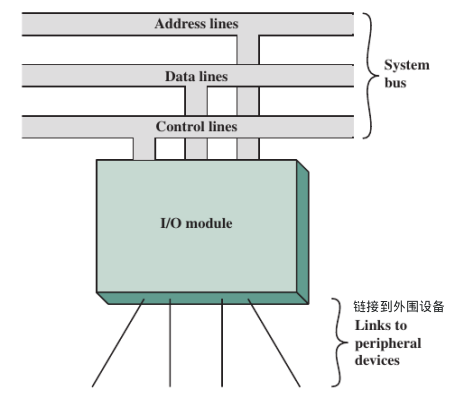 Address lines
Data lines
Control lines
System
bus
I/O module
链接到外围设备
Links to
peripheral
devices